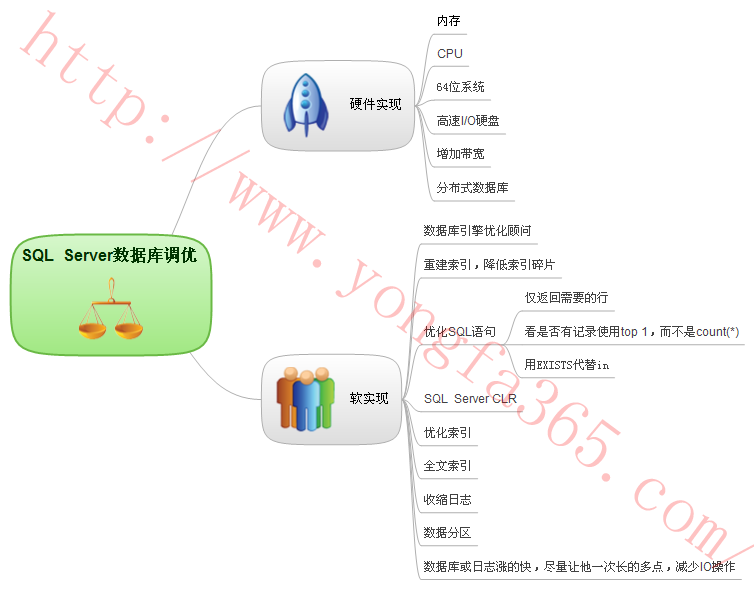 SQL Server数据库调优
硬件实现
内存
CPU
64位系统
高速I/O硬盘
增加带宽
分布式数据库
软实现
数据库引擎优化顾问
重建索引，降低索引碎片
优化SQL语句
仅返回需要的行
看是否有记录使用top 1，而不是count(*)
用EXISTS代替in
SQL Server CLR
优化索引
全文索引
收缩日志
数据分区
数据库或日志涨的快，尽量让他一次长的多点，减少IO操作
http://www.yongfa365.com/